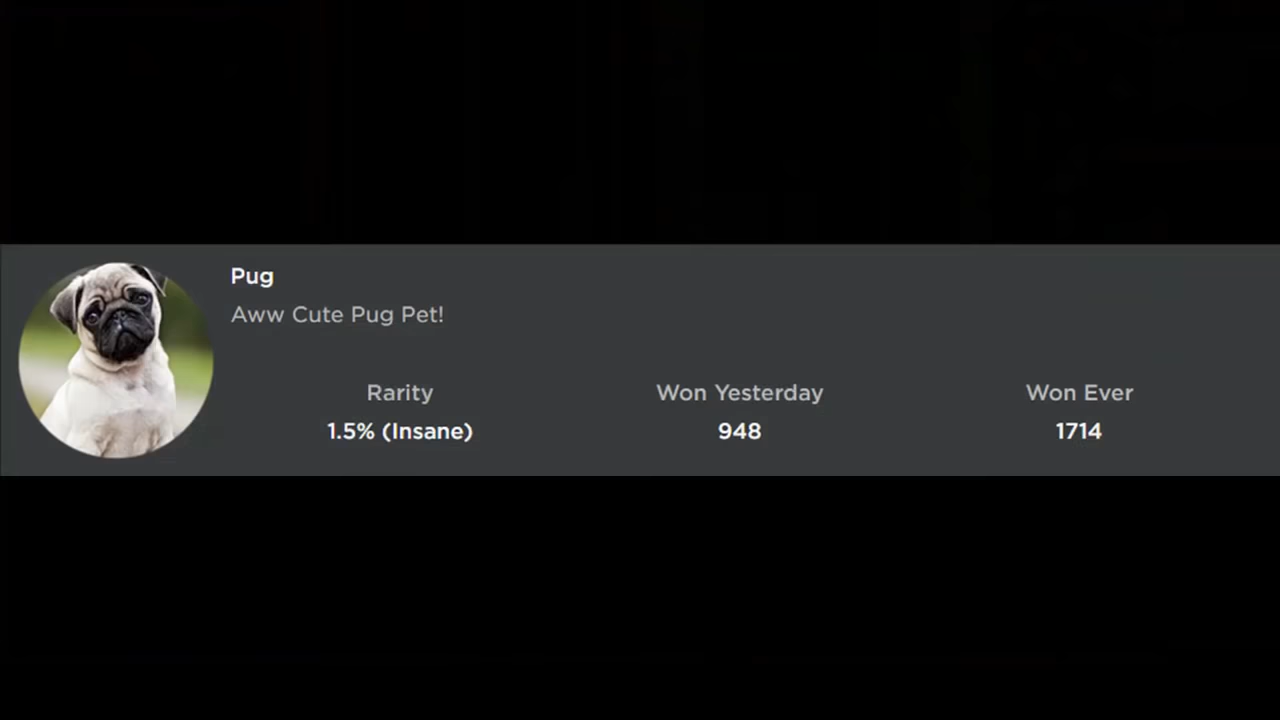 Pug
Aww Cute Pug Pet!
Rarity Won Yesterday Won Ever
1.5% (Insane) 948 1714